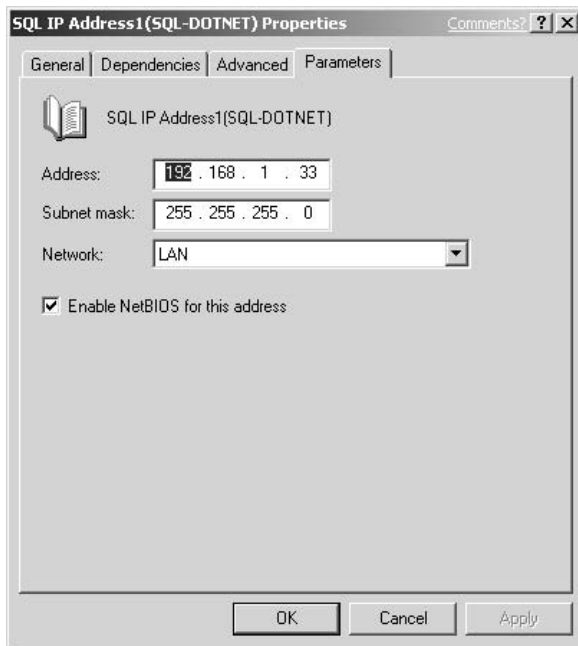 SQL IP Address1(SQL-DOTNET) Properties Comments? ? X
General Dependencies Advanced Parameters
SQL IP Address1(SQL-DOTNET)
Address: 192 . 168 . 1 . 33
Subnet mask: 255 . 255 . 255 . 0
Network: LAN
Enable NetBIOS for this address
OK Cancel Apply